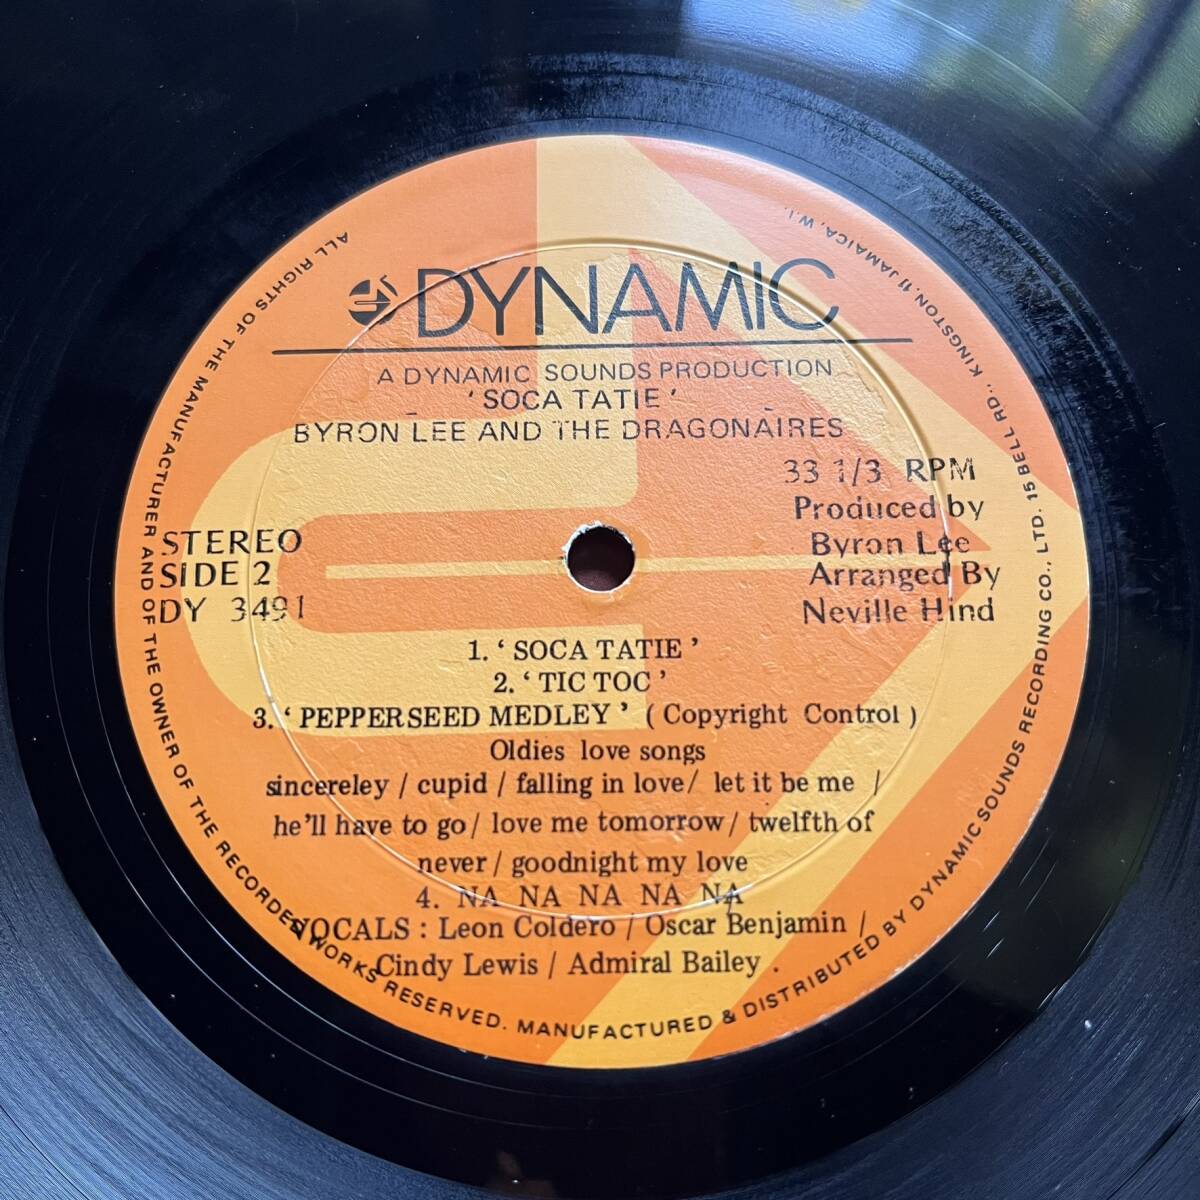 DYNAMIC
A DYNAMIC SOUNDS PRODUCTION
' SOCA TATIE '
BYRON LEE AND THE DRAGONAIRES
33 1/3 RPM
Produced by
Byron Lee
Arranged By
Neville Hind
STEREO
SIDE 2
DY 3491
1. ‘ SOCA TATIE ’
2. ‘ TIC TOC ’
3. ‘ PEPPERSEED MEDLEY ’ ( Copyright Control )
Oldies love songs
sincereley / cupid / falling in love / let it be me /
he'll have to go / love me tomorrow / twelfth of
never / goodnight my love
4. NA NA NA NA NA
VOCALS : Leon Coldero / Oscar Benjamin /
Cindy Lewis / Admiral Bailey .
ALL RIGHTS OF THE MANUFACTURER AND OF THE OWNER OF THE RECORDED WORKS RESERVED. MANUFACTURED & DISTRIBUTED BY DYNAMIC SOUNDS RECORDING CO., LTD. 15 BELL RD., KINGSTON, 11 JAMAICA, W.I.